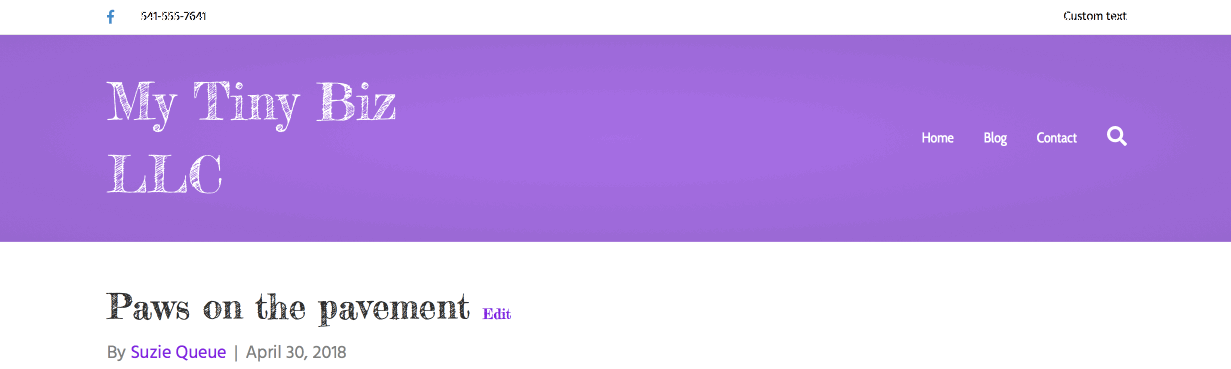 541-555-7641 Custom text
My Tiny Biz
LLC
Home Blog Contact
Paws on the pavement Edit
By Suzie Queue | April 30, 2018